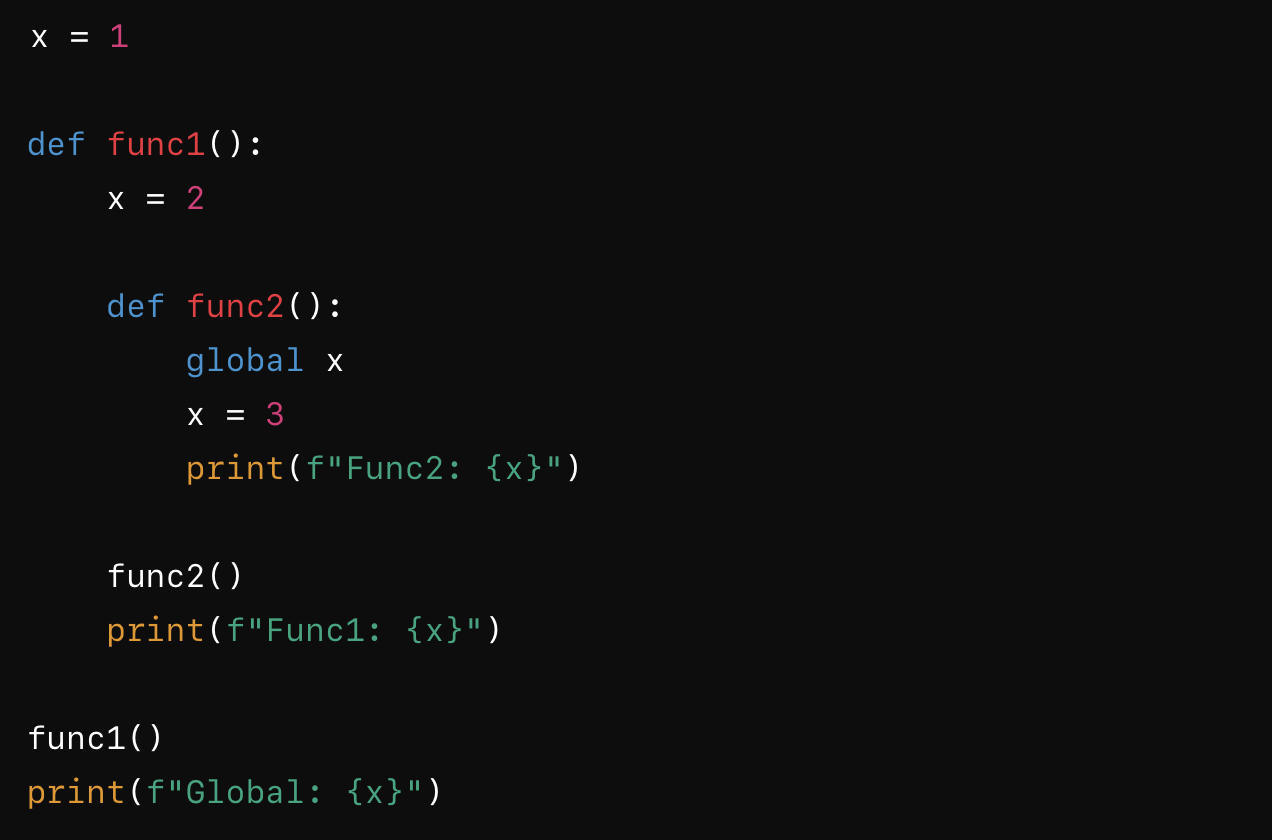 x = 1
def func1():
    x = 2
    def func2():
        global x
        x = 3
        print(f"Func2: {x}")
    func2()
    print(f"Func1: {x}")
func1()
print(f"Global: {x}")